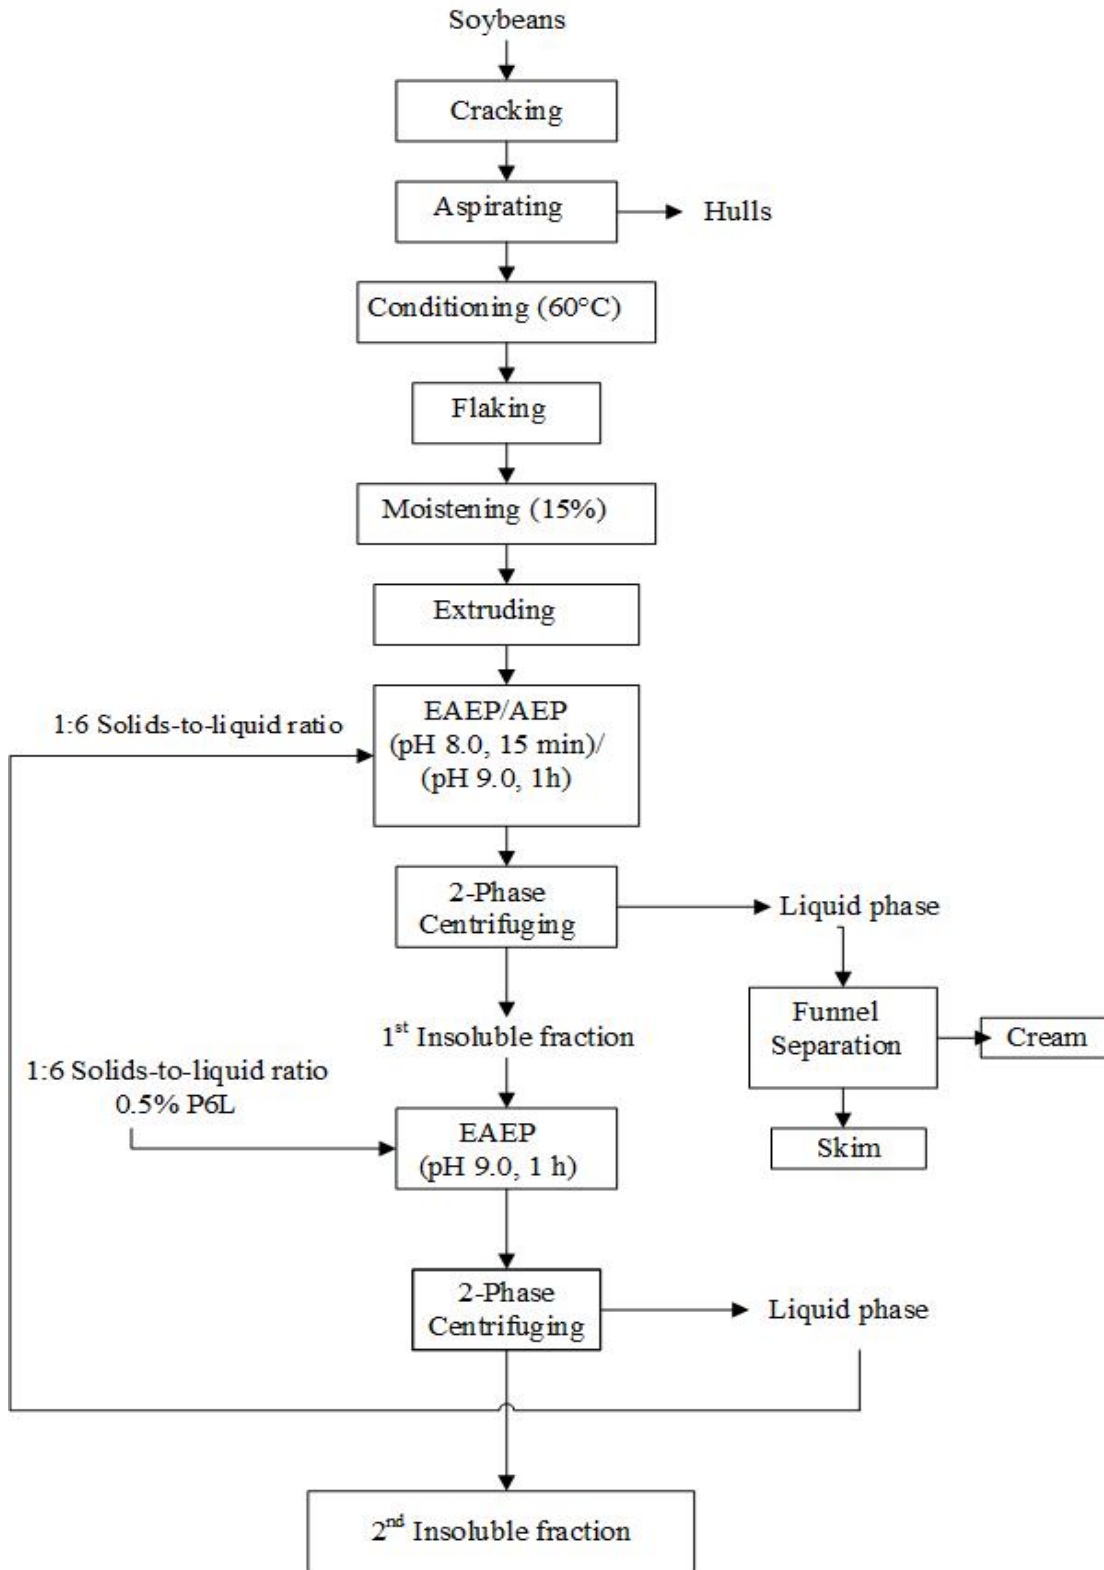 Soybeans
Cracking
Aspirating
Hulls
Conditioning (60°C)
Flaking
Moistening (15%)
Extruding
1:6 Solids-to-liquid ratio
EAEP/AEP
(pH 8.0, 15 min)/
(pH 9.0, 1h)
2-Phase
Centrifuging
Liquid phase
Funnel
Separation
Cream
Skim
1st Insoluble fraction
1:6 Solids-to-liquid ratio
0.5% P6L
EAEP
(pH 9.0, 1 h)
2-Phase
Centrifuging
Liquid phase
2nd Insoluble fraction